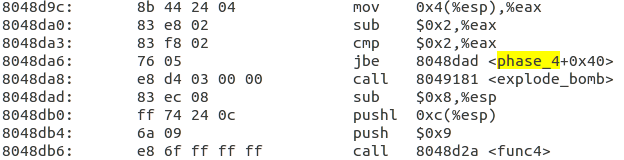 8048d9c: 8b 44 24 04 mov 0x4(%esp),%eax
8048da0: 83 e8 02 sub $0x2,%eax
8048da3: 83 f8 02 cmp $0x2,%eax
8048da6: 76 05 jbe 8048dad <phase_4+0x40>
8048da8: e8 d4 03 00 00 call 8049181 <explode_bomb>
8048dad: 83 ec 08 sub $0x8,%esp
8048db0: ff 74 24 0c pushl 0xc(%esp)
8048db4: 6a 09 push $0x9
8048db6: e8 6f ff ff ff call 8048d2a <func4>